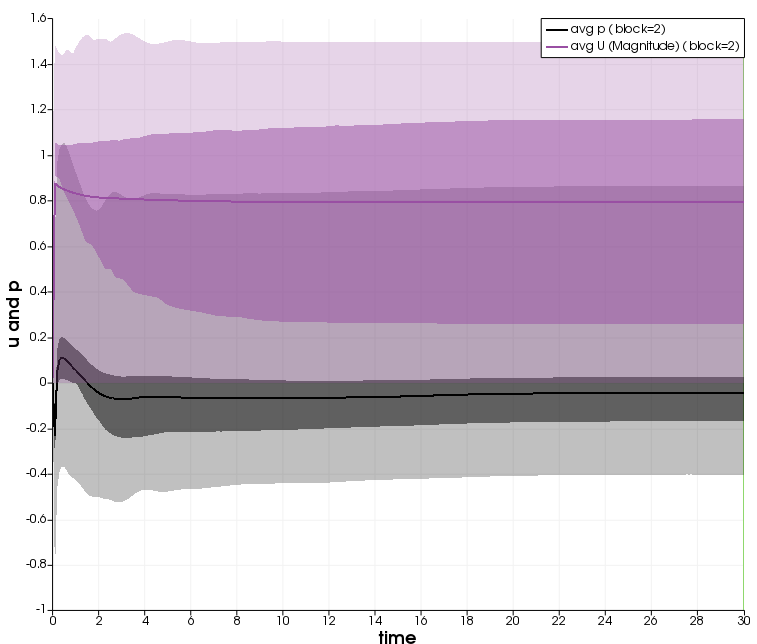 1.6
avg p ( block=2)
avg U (Magnitude) ( block=2)
1.4
1.2
1
0.8
0.6
0.4
0.2
0
-0.2
-0.4
-0.6
-0.8
-1
u and p
0 2 4 6 8 10 12 14 16 18 20 22 24 26 28 30
time